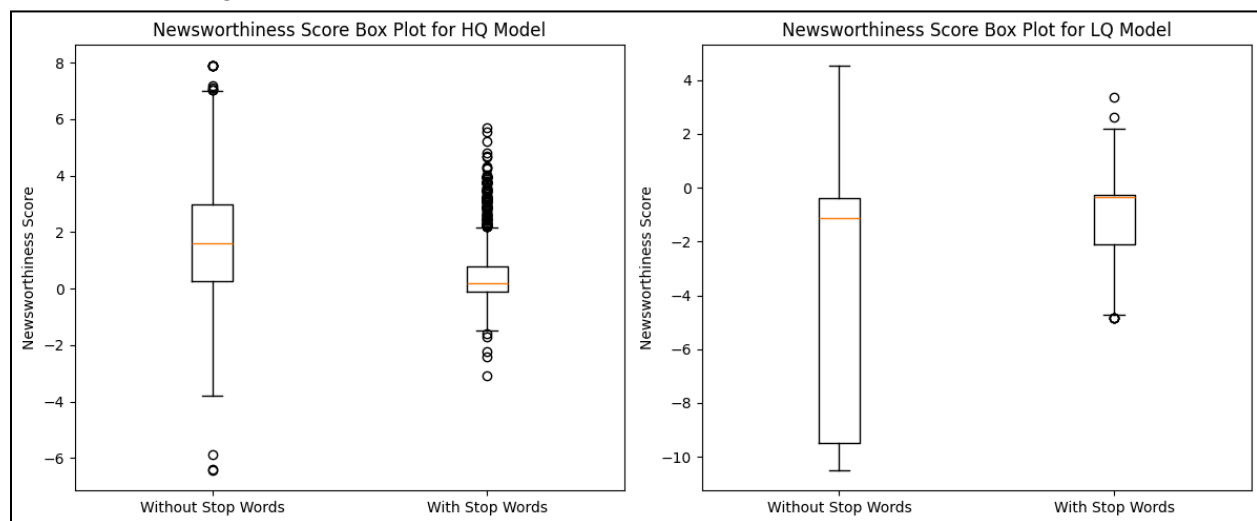 Newsworthiness Score Box Plot for HQ Model
Newsworthiness Score
8
6
4
2
0
−2
−4
−6
Without Stop Words
With Stop Words
Newsworthiness Score Box Plot for LQ Model
Newsworthiness Score
4
2
0
−2
−4
−6
−8
−10
Without Stop Words
With Stop Words